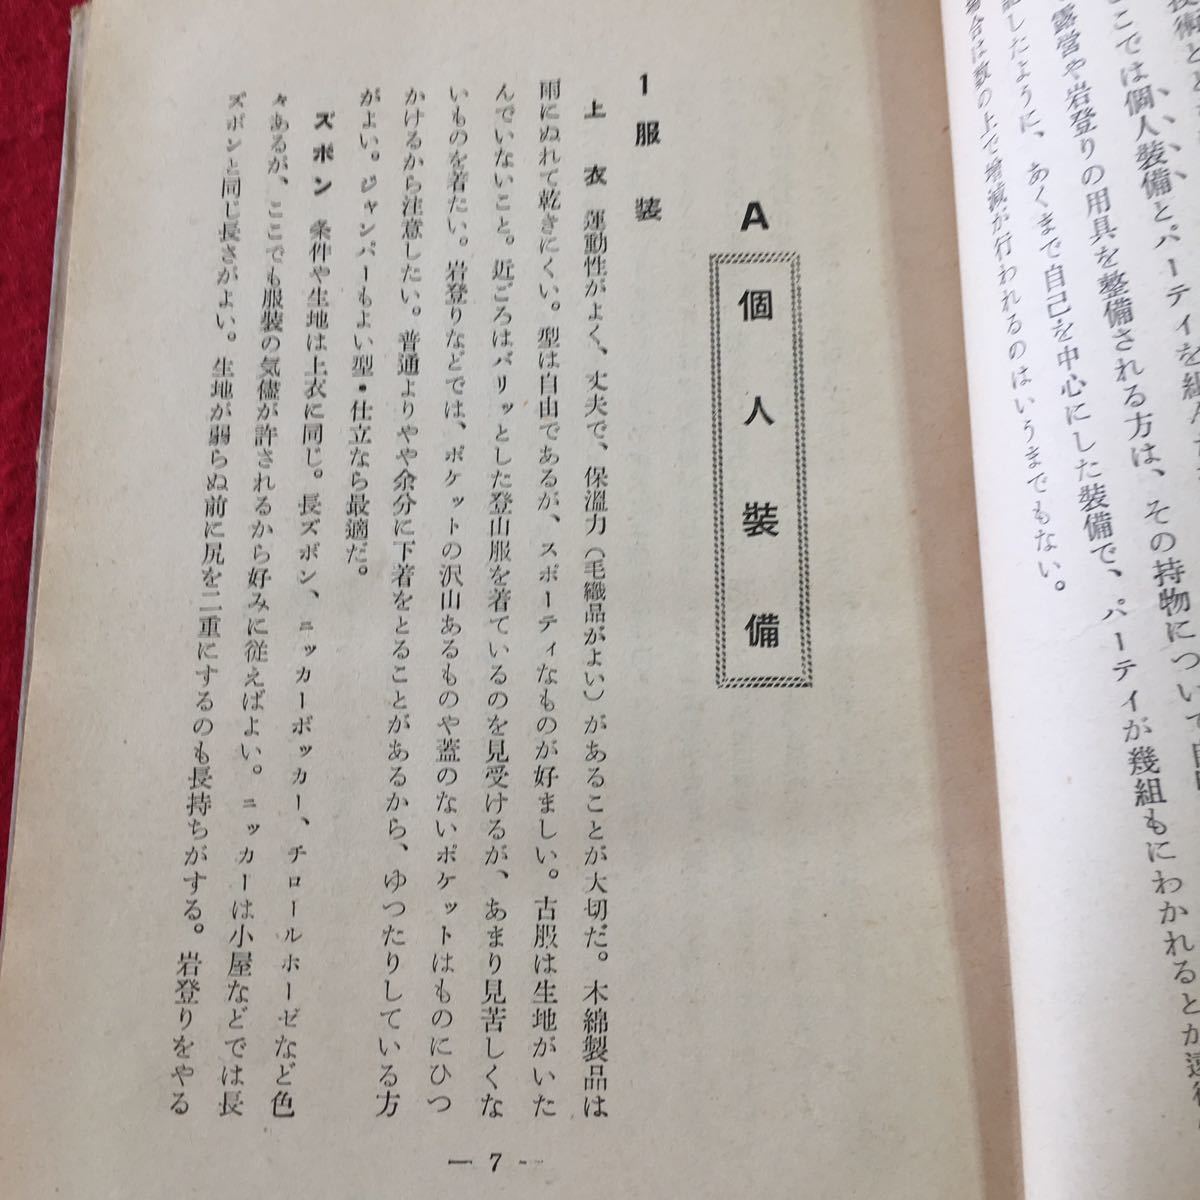 技術と
ここでは個人装備とパーティを
で露営や岩登りの用具を整備される方は、その持物について
記したように、あくまで自己を中心にした装備で、パーティが幾組もにわかれるとか遠征
場合は数の上で増減が行われるのはいうまでもない。
A 個人装備
1 服装
上衣 運動性がよく、丈夫で、保溫力(毛織品がよい)があることが大切だ。木綿製品は
雨にぬれて乾きにくい。型は自由であるが、スポーティなものが好ましい。古服は生地がいた
んでいないこと。近ごろはバリッとした登山服を着ているのを見受けるが、あまり見苦しくな
いものを着たい。岩登りなどでは、ポケットの沢山あるものや蓋のないポケットはものにひつ
かけるから注意したい。普通よりやや余分に下着をとることがあるから、ゆつたりしている方
がよい。ジャンパーもよい型・仕立なら最適だ。
ズボン 条件や生地は上衣に同じ。長ズボン、ニッカーボッカー、チロールホーゼなど色
々あるが、ここでも服装の気儘が許されるから好みに従えばよい。ニッカーは小屋などでは長
ズボンと同じ長さがよい。生地が弱らぬ前に尻を二重にするのも長持ちがする。岩登りをやる
— 7 —